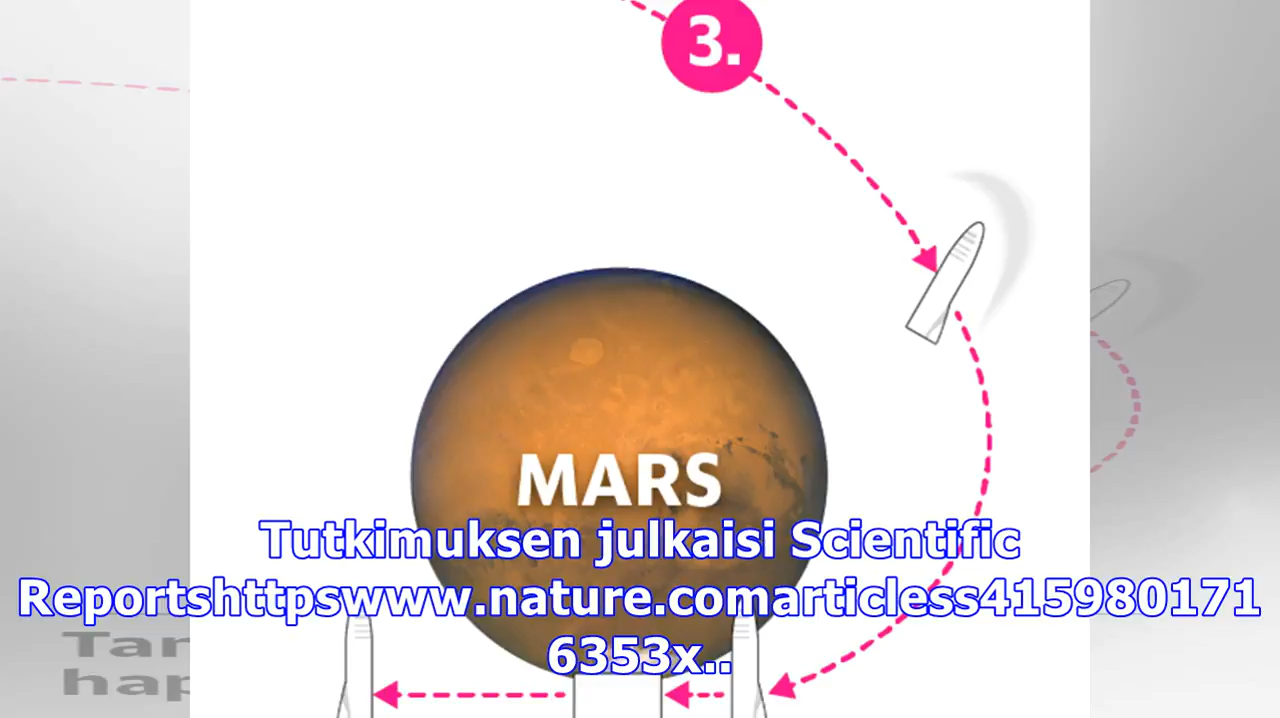 3.
MARS
Tutkimuksen julkaisi Scientific
Reportshttpswww.nature.comarticless415980171
6353x..